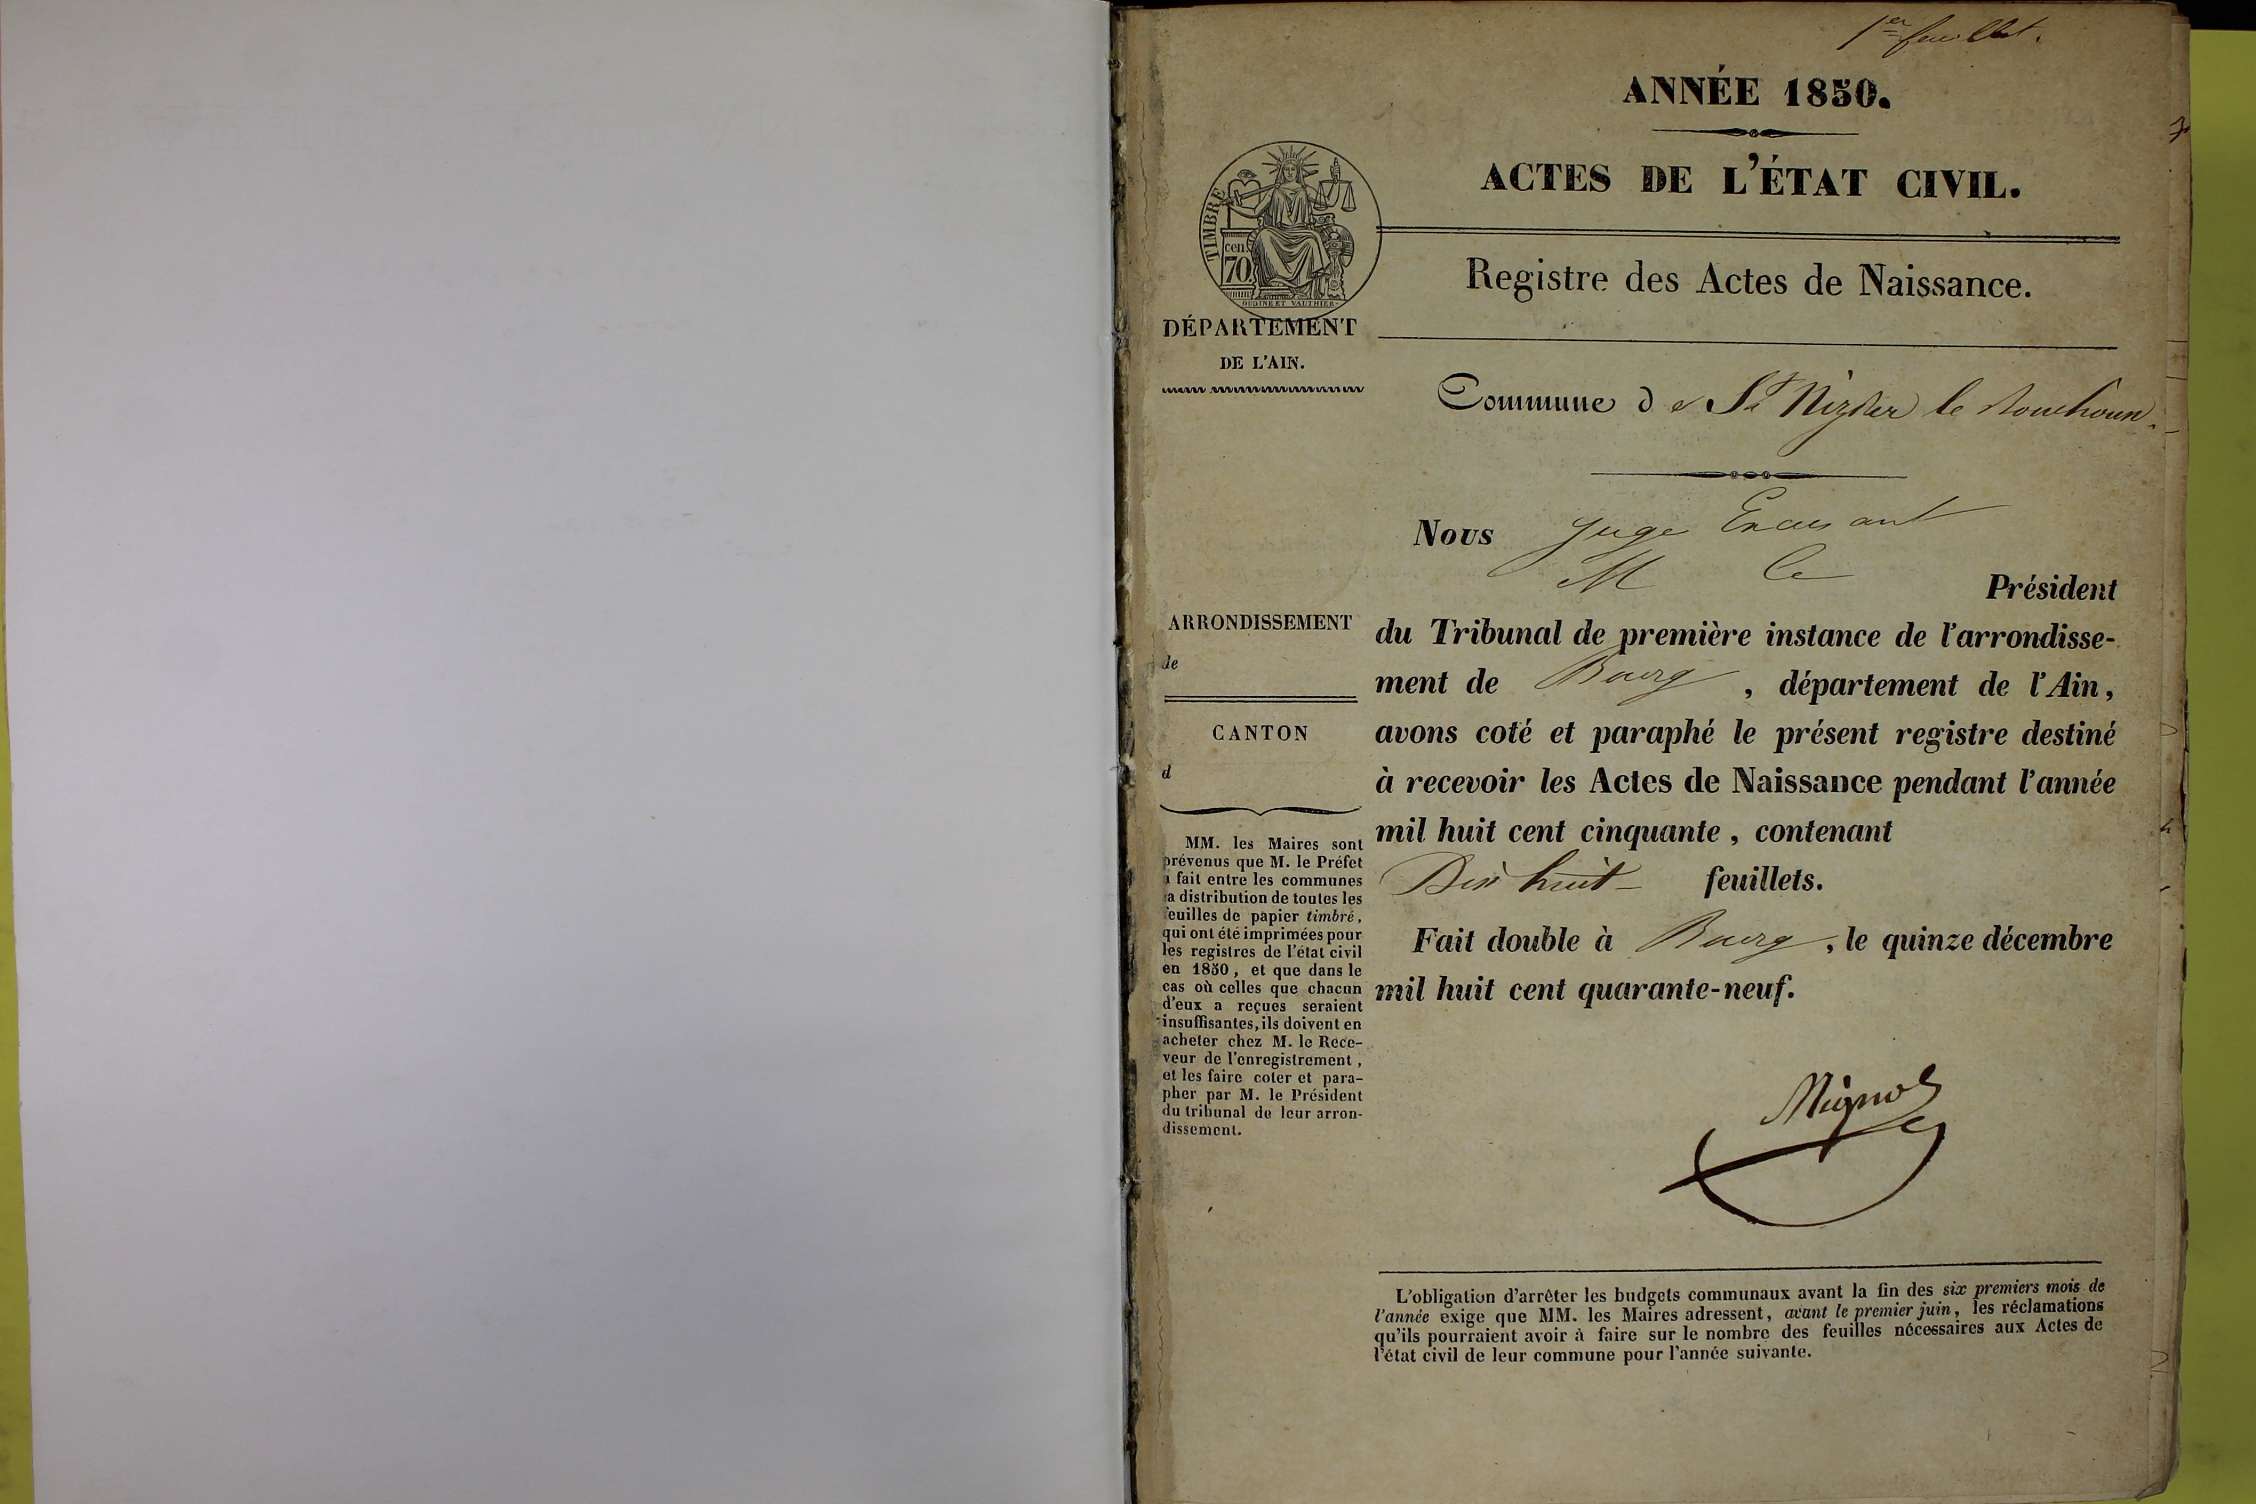 1er feuillet.
ANNÉE 1850.
ACTES DE L'ÉTAT CIVIL.
TIMBRE
cen
70
OUDINE ET VAUTHIER
Registre des Actes de Naissance.
DÉPARTEMENT
DE L'AIN.
Commune de St Nizier le Bouchoux
Nous juge
M le Président
ARRONDISSEMENT
de
du Tribunal de première instance de l'arrondisse-
ment de Bourg, département de l'Ain,
CANTON
d
avons coté et paraphé le présent registre destiné
à recevoir les Actes de Naissance pendant l'année
mil huit cent cinquante, contenant
Dix huit feuillets.
Fait double à Bourg, le quinze décembre
mil huit cent quarante-neuf.
MM. les Maires sont
prévenus que M. le Préfet
a fait entre les communes
la distribution de toutes les
feuilles de papier timbré,
qui ont été imprimées pour
les registres de l'état civil
en 1850, et que dans le
cas où celles que chacun
d'eux a reçues seraient
insuffisantes, ils doivent en
acheter chez M. le Rece-
veur de l'enregistrement,
et les faire coter et para-
pher par M. le Président
du tribunal de leur arron-
dissement.
L'obligation d'arrêter les budgets communaux avant la fin des six premiers mois de
l'année exige que MM. les Maires adressent, avant le premier juin, les réclamations
qu'ils pourraient avoir à faire sur le nombre des feuilles nécessaires aux Actes de
l'état civil de leur commune pour l'année suivante.